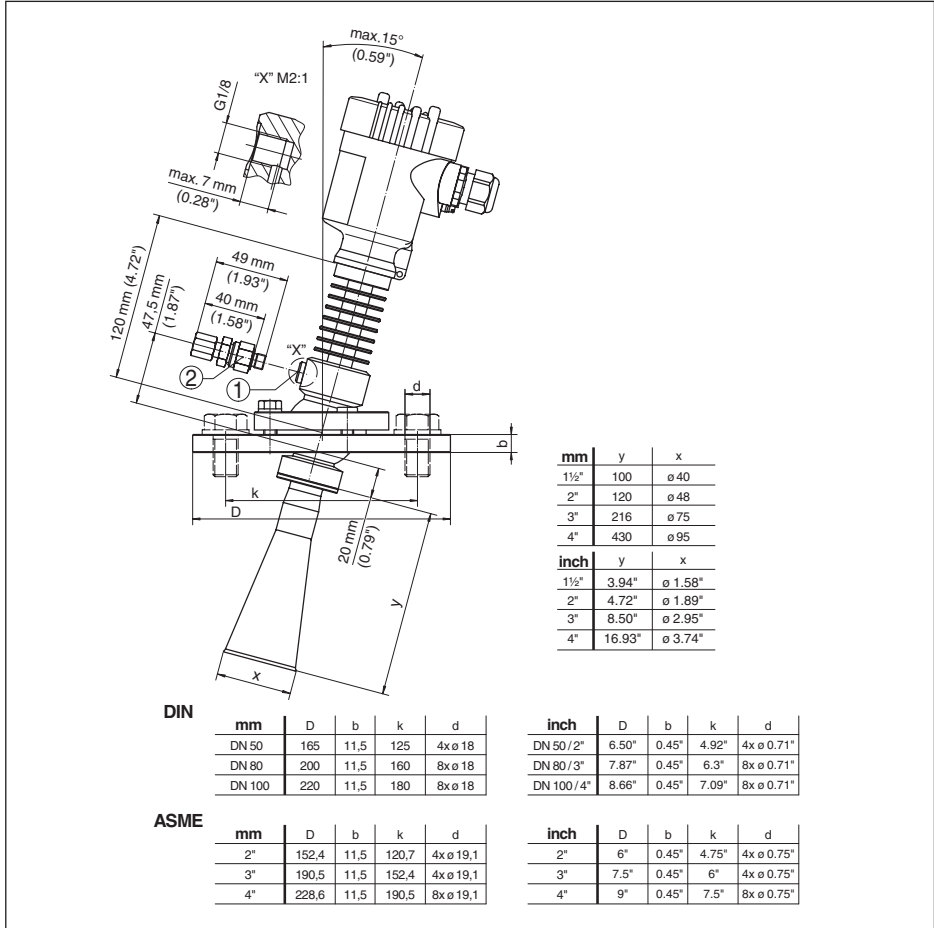 max.15°
(0.59")
"X" M2:1
G1/8
max. 7 mm
(0.28")
49 mm
(1.93")
40 mm
(1.58")
120 mm (4.72")
47,5 mm
(1.87")
"X"
2
1
d
b
k
D
20 mm
(0.79")
y
x
mm y x
1½" 100 ø 40
2" 120 ø 48
3" 216 ø 75
4" 430 ø 95
inch y x
1½" 3.94" ø 1.58"
2" 4.72" ø 1.89"
3" 8.50" ø 2.95"
4" 16.93" ø 3.74"
DIN
mm D b k d
DN 50 165 11,5 125 4x ø 18
DN 80 200 11,5 160 8x ø 18
DN 100 220 11,5 180 8x ø 18
inch D b k d
DN 50 / 2" 6.50" 0.45" 4.92" 4x ø 0.71"
DN 80 / 3" 7.87" 0.45" 6.3" 8x ø 0.71"
DN 100 / 4" 8.66" 0.45" 7.09" 8x ø 0.71"
ASME
mm D b k d
2" 152,4 11,5 120,7 4x ø 19,1
3" 190,5 11,5 152,4 4x ø 19,1
4" 228,6 11,5 190,5 8x ø 19,1
inch D b k d
2" 6" 0.45" 4.75" 4x ø 0.75"
3" 7.5" 0.45" 6" 4x ø 0.75"
4" 9" 0.45" 7.5" 8x ø 0.75"